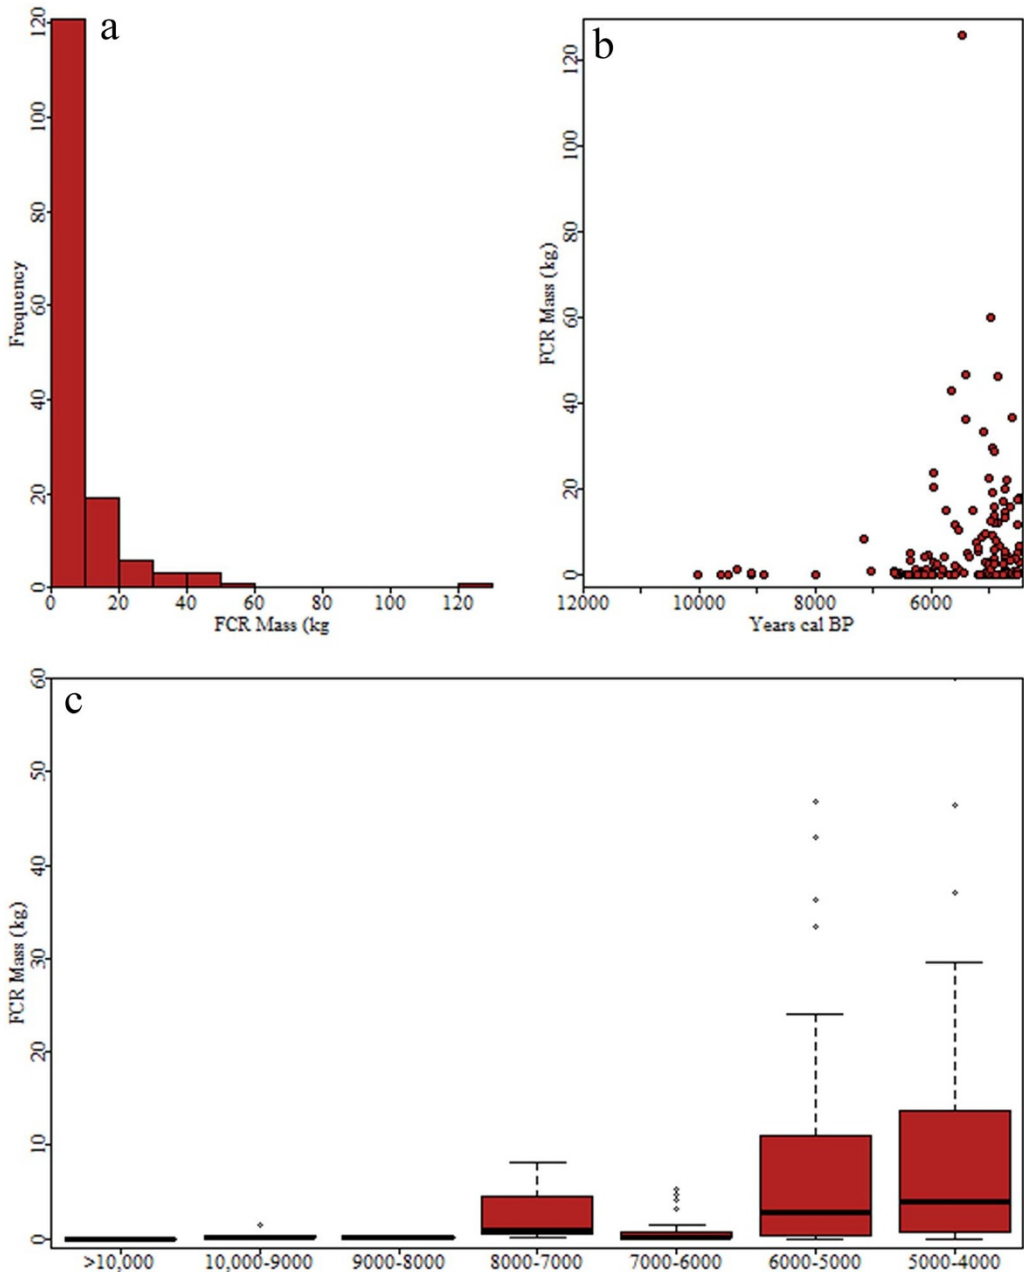 a
Frequency
0 20 40 60 80 100 120
0 20 40 60 80 100 120
FCR Mass (kg
b
FCR Mass (kg)
0 20 40 60 80 100 120
12000 10000 8000 6000
Years cal BP
c
FCR Mass (kg)
0 10 20 30 40 50 60
>10,000 10,000-9000 9000-8000 8000-7000 7000-6000 6000-5000 5000-4000